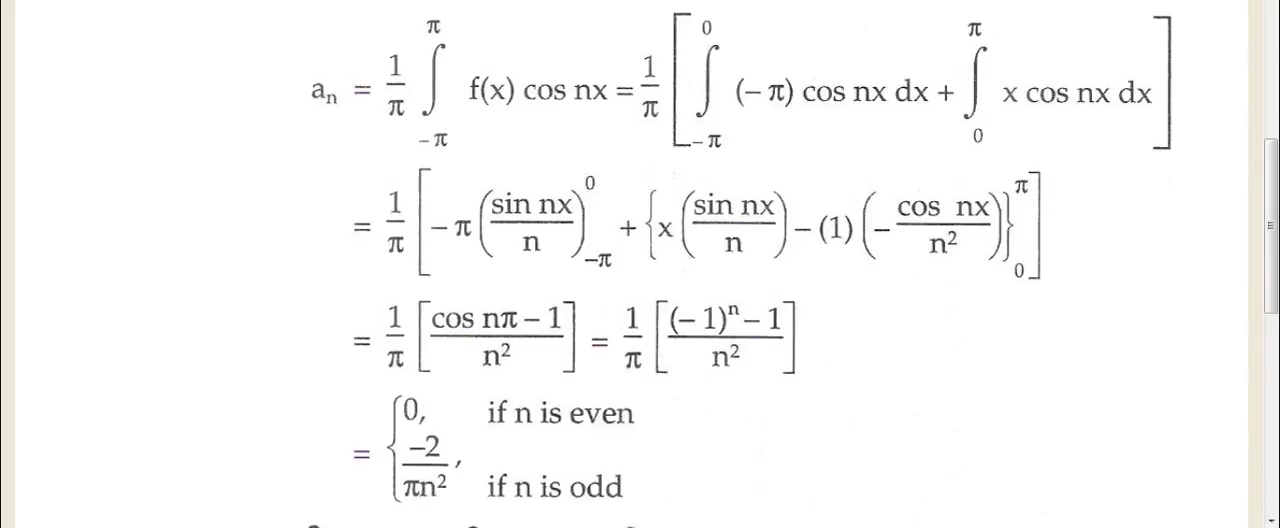 aₙ = 1/π ∫_{-π}^{π} f(x) cos nx = 1/π [ ∫_{-π}^{0} (– π) cos nx dx + ∫_{0}^{π} x cos nx dx ]
= 1/π [ – π (sin nx / n)_{-π}^{0} + { x (sin nx / n) – (1) (– cos nx / n²) }_{0}^{π} ]
= 1/π [ (cos nπ – 1) / n² ] = 1/π [ ((– 1)ⁿ – 1) / n² ]
= { 0, if n is even
–2 / πn², if n is odd